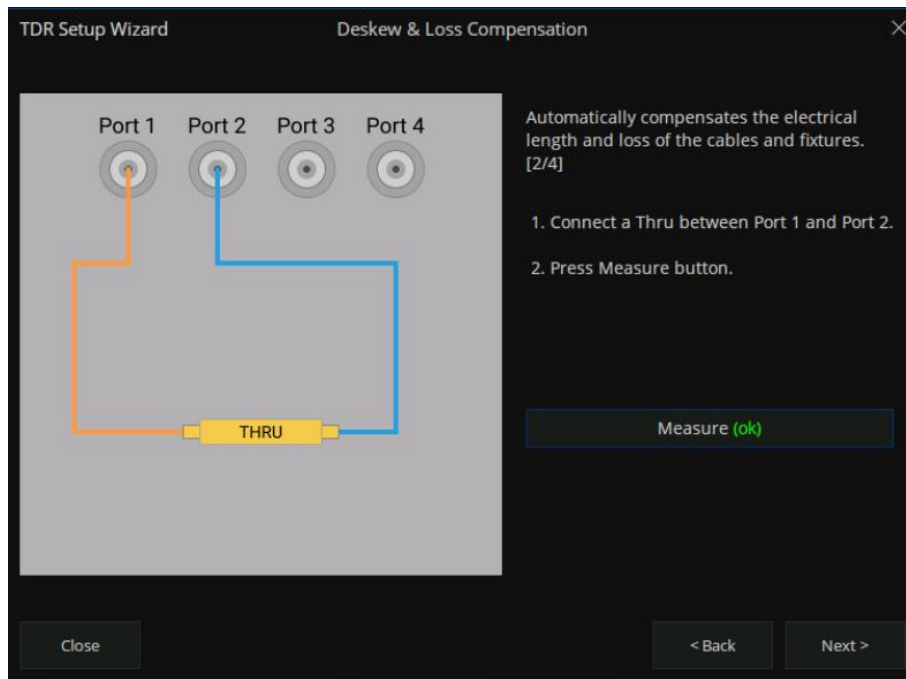 TDR Setup Wizard
Deskew & Loss Compensation
Port 1
Port 2
Port 3
Port 4
THRU
Automatically compensates the electrical
length and loss of the cables and fixtures.
[2/4]
1. Connect a Thru between Port 1 and Port 2.
2. Press Measure button.
Measure (ok)
Close
< Back
Next >